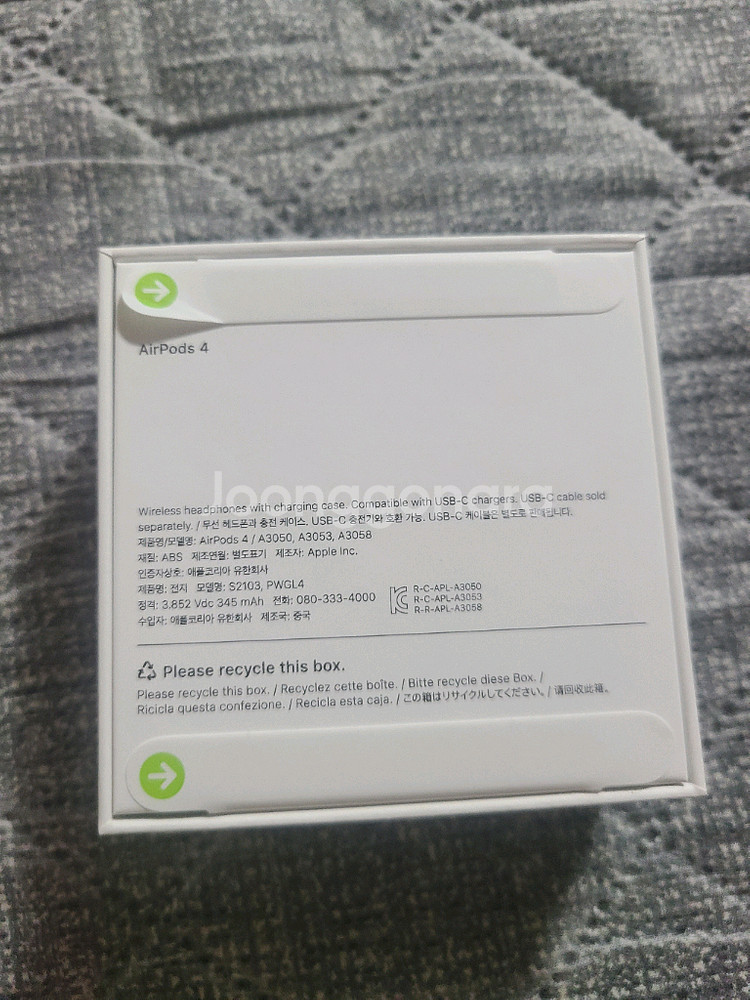 AirPods 4
Joonggonara
Wireless headphones with charging case. Compatible with USB-C chargers. USB-C cable sold
separately. / 무선 헤드폰과 충전 케이스. USB-C 충전기와 호환 가능. USB-C 케이블은 별도로 판매됩니다.
제품명/모델명: AirPods 4 / A3050, A3053, A3058
재질: ABS 제조연월: 별도표기 제조자: Apple Inc.
인증자상호: 애플코리아 유한회사
제품명: 전지 모델명: S2103, PWGL4
정격: 3.852 Vdc 345 mAh 전화: 080-333-4000
수입자: 애플코리아 유한회사 제조국: 중국
R-C-APL-A3050
R-C-APL-A3053
R-R-APL-A3058
Please recycle this box.
Please recycle this box. / Recyclez cette boîte. / Bitte recycle diese Box. /
Ricicla questa confezione. / Recicla esta caja. / この箱はリサイクルしてください。/ 请回收此箱。